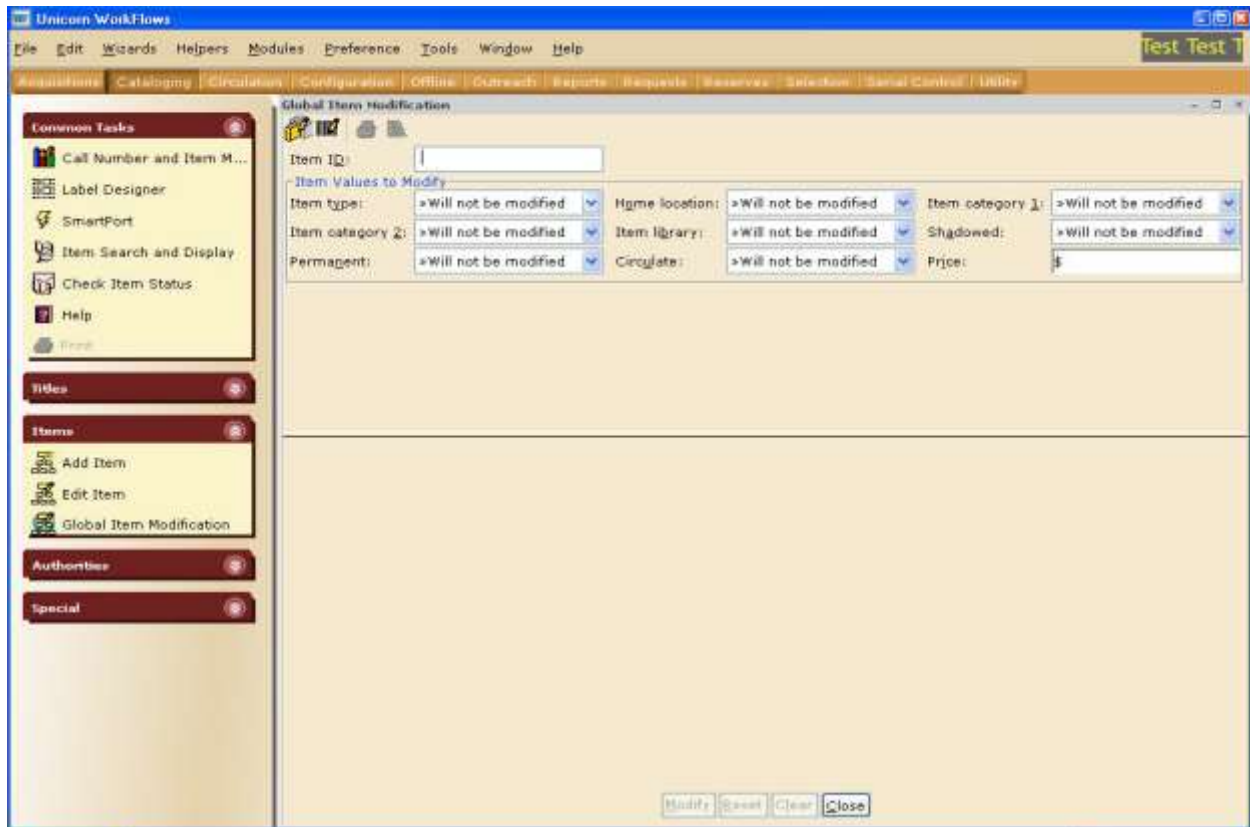 Unicorn WorkFlows
File Edit Wizards Helpers Modules Preference Tools Window Help
Test Test T
Acquisitions Cataloging Circulation Configuration Offline Outreach Reports Requests Reserves Selection Serial Control Utility
Global Item Modification
Common Tasks
Call Number and Item M...
Label Designer
SmartPort
Item Search and Display
Check Item Status
Help
Print
Titles
Items
Add Item
Edit Item
Global Item Modification
Authorities
Special
Item ID:
Item Values to Modify
Item type: »Will not be modified Home location: »Will not be modified Item category 1: »Will not be modified
Item category 2: »Will not be modified Item library: »Will not be modified Shadowed: »Will not be modified
Permanent: »Will not be modified Circulate: »Will not be modified Price: $
Modify Reset Clear Close